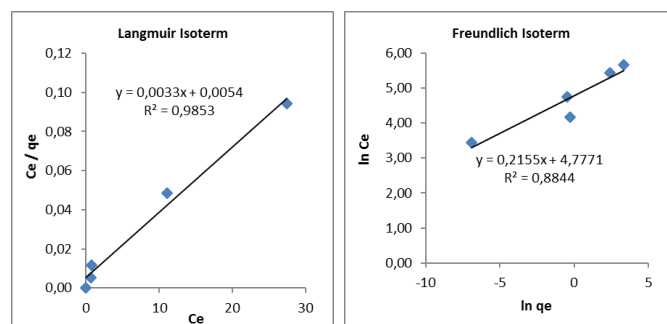 Langmuir Isoterm
0,12
0,10
0,08
0,06
0,04
0,02
0,00
y = 0,0033x + 0,0054
R² = 0,9853
Ce / qe
0 10 20 30
Ce
Freundlich Isoterm
6,00
5,00
4,00
3,00
2,00
1,00
0,00
y = 0,2155x + 4,7771
R² = 0,8844
ln Ce
-10 -5 0 5
ln qe